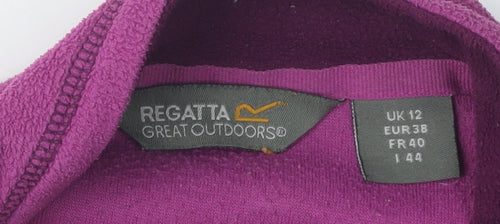 REGATTA
GREAT OUTDOORS®
UK 12
EUR 38
FR 40
I 44